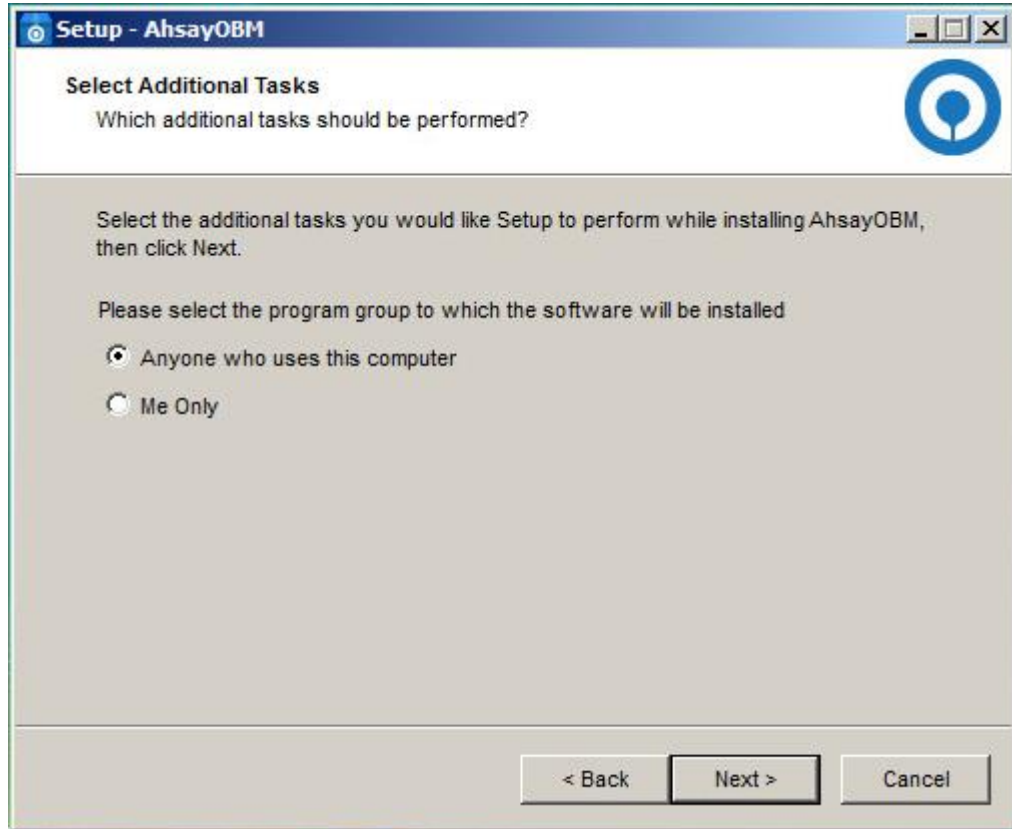 Setup - AhsayOBM
Select Additional Tasks
Which additional tasks should be performed?
Select the additional tasks you would like Setup to perform while installing AhsayOBM,
then click Next.
Please select the program group to which the software will be installed
Anyone who uses this computer
Me Only
< Back Next > Cancel